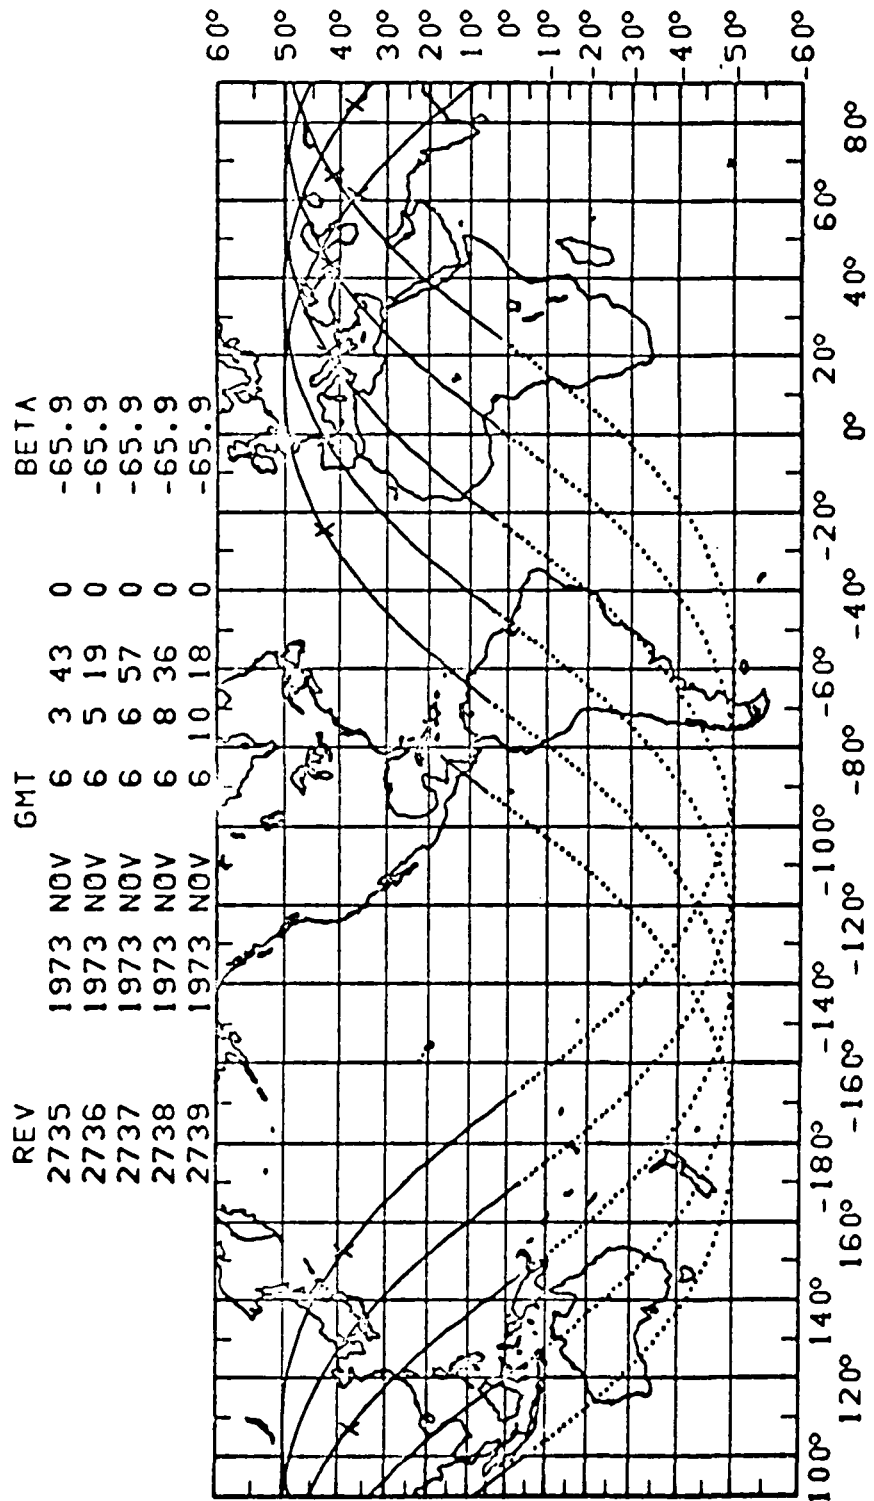 REV GMT BETA
2735 1973 NOV 6 3 43 0 -65.9
2736 1973 NOV 6 5 19 0 -65.9
2737 1973 NOV 6 6 57 0 -65.9
2738 1973 NOV 6 8 36 0 -65.9
2739 1973 NOV 6 10 18 0 -65.9
60°
50°
40°
30°
20°
10°
0°
-10°
-20°
-30°
-40°
-50°
-60°
100° 120° 140° 160° -180° -160° -140° -120° -100° -80° -60° -40° -20° 0° 20° 40° 60° 80°